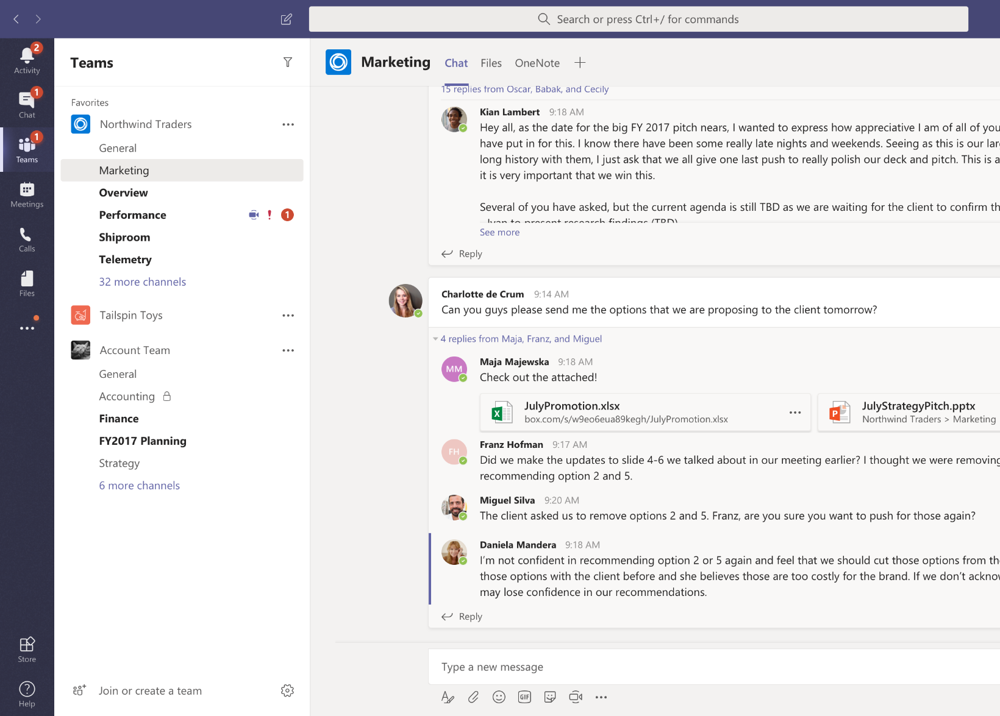 Search or press Ctrl+/ for commands
2
Activity
1
Chat
1
Teams
Meetings
Calls
Files
Store
Help
Teams
Favorites
Northwind Traders
General
Marketing
Overview
Performance
1
Shiproom
Telemetry
32 more channels
Tailspin Toys
Account Team
General
Accounting
Finance
FY2017 Planning
Strategy
6 more channels
Join or create a team
Marketing Chat Files OneNote
15 replies from Oscar, Babak, and Cecily
Kian Lambert 9:18 AM
Hey all, as the date for the big FY 2017 pitch nears, I wanted to express how appreciative I am of all of you
have put in for this. I know there have been some really late nights and weekends. Seeing as this is our
long history with them, I just ask that we all give one last push to really polish our deck and pitch. This is a
it is very important that we win this.
Several of you have asked, but the current agenda is still TBD as we are waiting for the client to confirm
- Ivan to present research findings (TBD)
See more
Reply
Charlotte de Crum 9:14 AM
Can you guys please send me the options that we are proposing to the client tomorrow?
4 replies from Maja, Franz, and Miguel
MM
Maja Majewska 9:18 AM
Check out the attached!
X
JulyPromotion.xlsx
box.com/s/w9eo6eua89kegh/JulyPromotion.xlsx
P
JulyStrategyPitch.pptx
Northwind Traders > Marketing
FH
Franz Hofman 9:17 AM
Did we make the updates to slide 4-6 we talked about in our meeting earlier? I thought we were removing
recommending option 2 and 5.
Miguel Silva 9:20 AM
The client asked us to remove options 2 and 5. Franz, are you sure you want to push for those again?
Daniela Mandera 9:18 AM
I'm not confident in recommending option 2 or 5 again and feel that we should cut those options from
those options with the client before and she believes those are too costly for the brand. If we don't
may lose confidence in our recommendations.
Reply
Type a new message
GIF